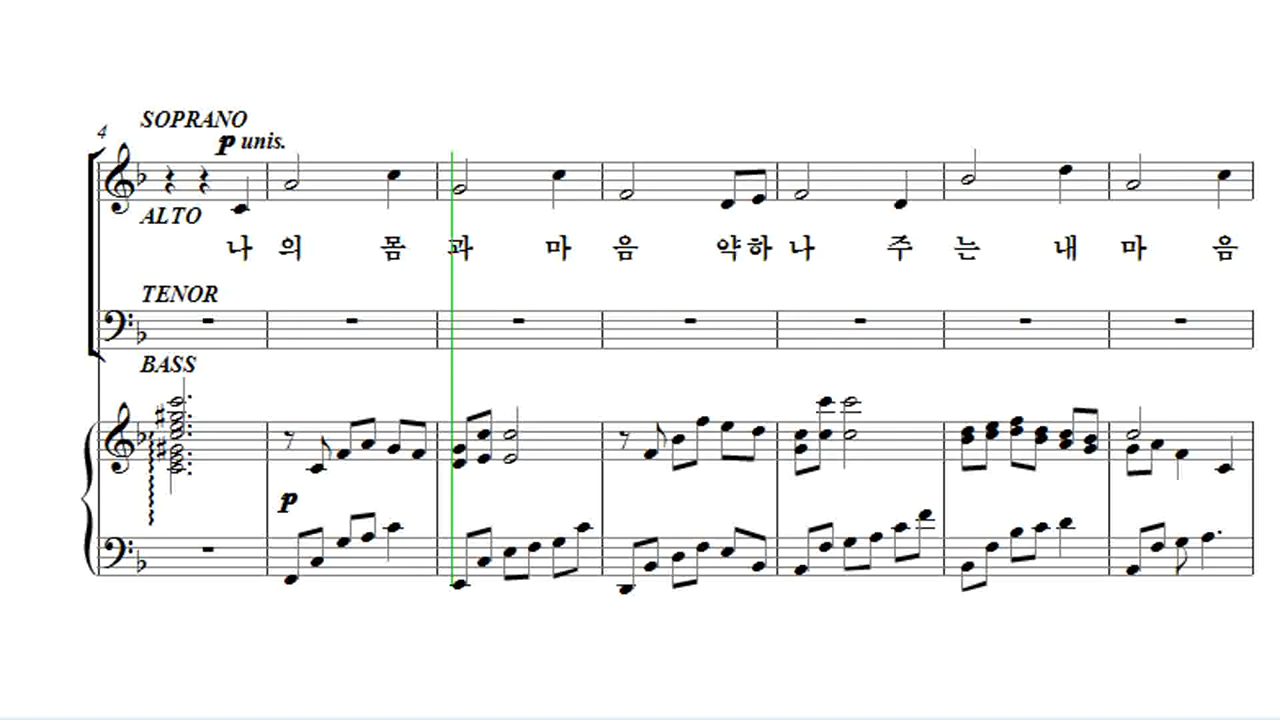 4
SOPRANO
p unis.
ALTO
나 의 몸 과 마 음 약하 나 주 는 내 마 음
TENOR
BASS
p